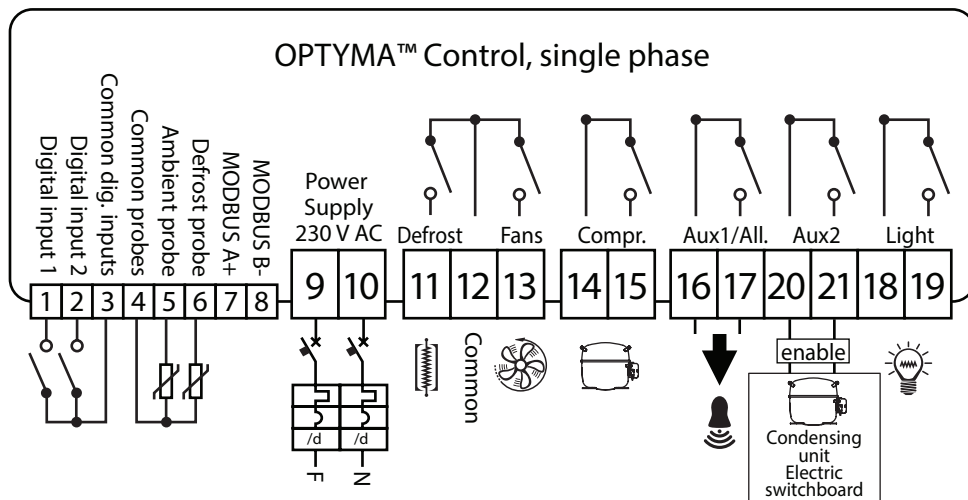 OPTYMA™ Control, single phase
Digital input 1
Digital input 2
Common dig. inputs
Common probes
Ambient probe
Defrost probe
MODBUS A+
MODBUS B-
Power
Supply
230 V AC
Defrost
Fans
Compr.
Aux1/All.
Aux2
Light
1 2 3 4 5 6 7 8
9 10
11 12 13
14 15
16 17 20 21 18 19
Common
enable
/d /d
F N
Condensing
unit
Electric
switchboard